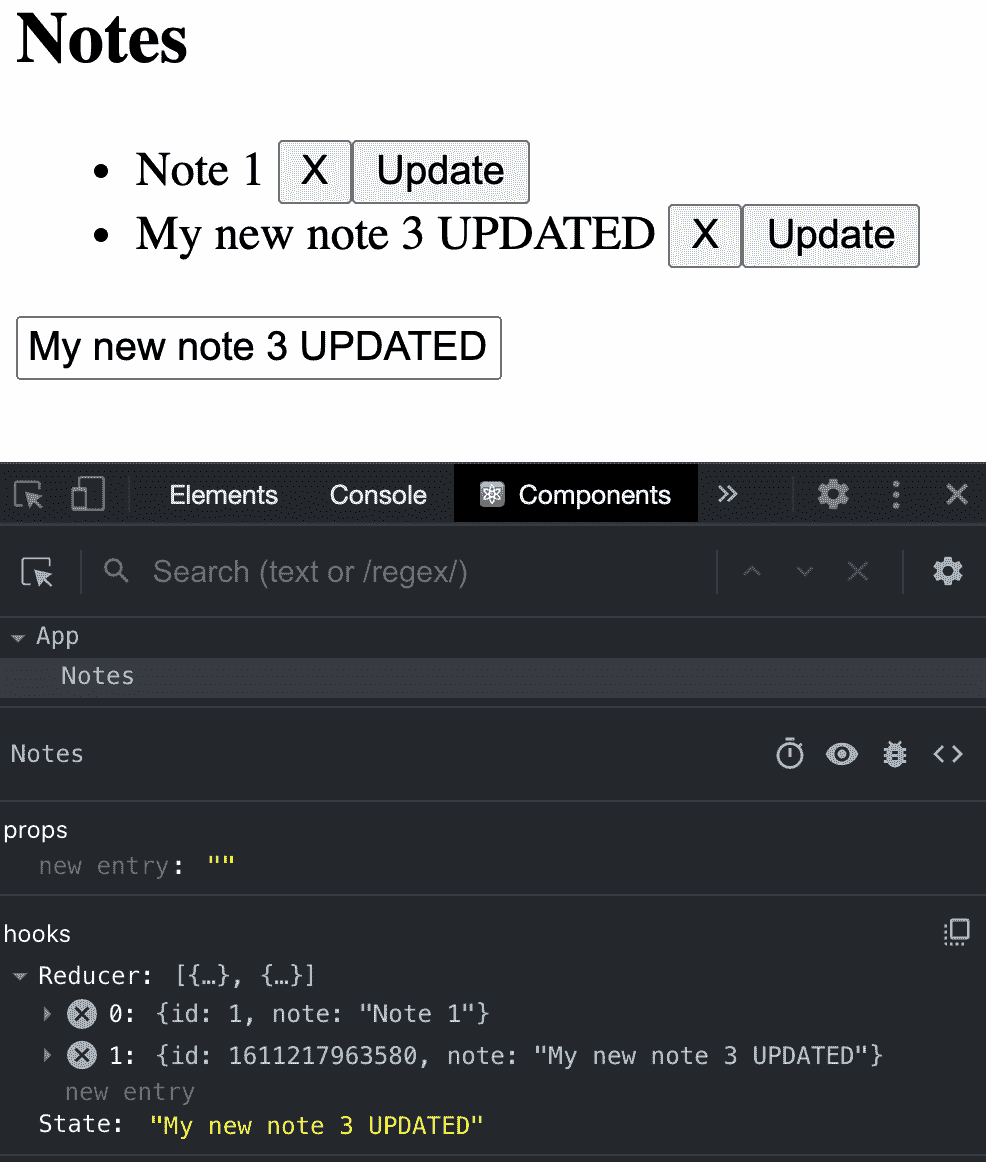 Notes
• Note 1 X Update
• My new note 3 UPDATED X Update
My new note 3 UPDATED
Elements Console Components »
Search (text or /regex/)
App
Notes
Notes
props
new entry: ""
hooks
Reducer: [{…}, {…}]
0: {id: 1, note: "Note 1"}
1: {id: 1611217963580, note: "My new note 3 UPDATED"}
new entry
State: "My new note 3 UPDATED"